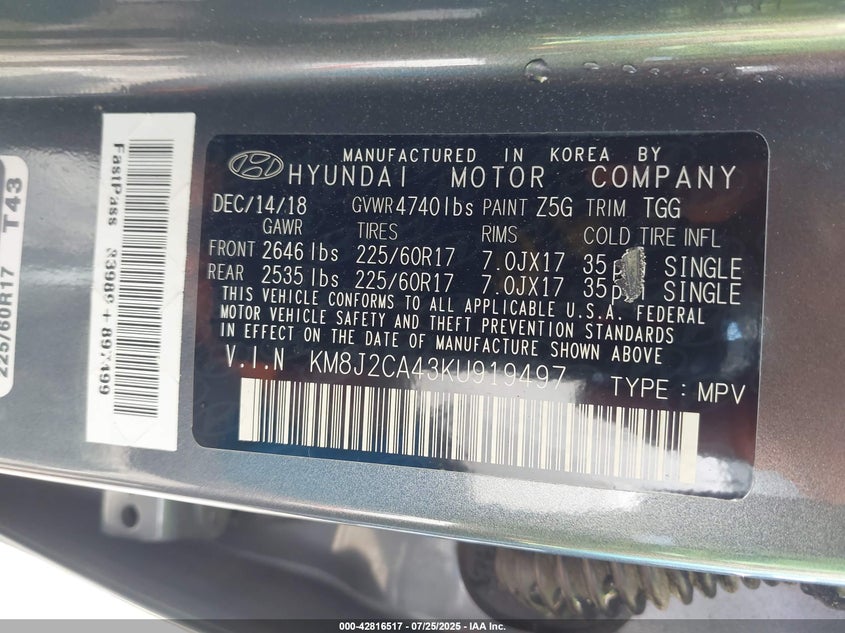 MANUFACTURED IN KOREA BY
HYUNDAI MOTOR COMPANY
DEC/14/18 GVWR 4740lbs PAINT Z5G TRIM TGG
GAWR TIRES RIMS COLD TIRE INFL
FRONT 2646 lbs 225/60R17 7.0JX17 35 SINGLE
REAR 2535 lbs 225/60R17 7.0JX17 35 SINGLE
THIS VEHICLE CONFORMS TO ALL APPLICABLE U.S.A. FEDERAL
MOTOR VEHICLE SAFETY AND THEFT PREVENTION STANDARDS
IN EFFECT ON THE DATE OF MANUFACTURE SHOWN ABOVE
V.I.N KM8J2CA43KU919497 TYPE : MPV
FastPass
225/60R17 T43
000-42816517 - 07/25/2025 - IAA Inc.